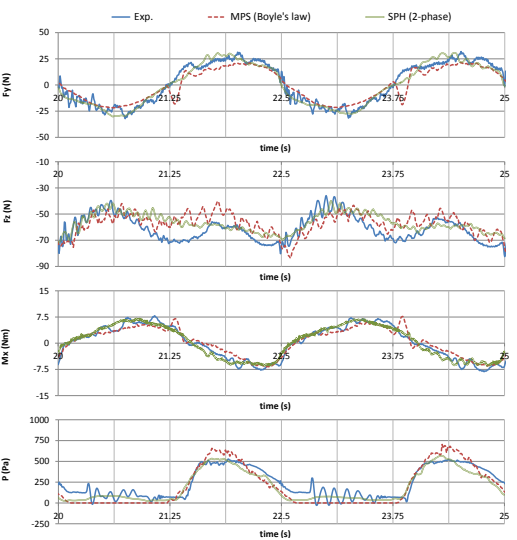 Exp. MPS (Boyle's law) SPH (2-phase)
50
25
0
-25
-50
Fy (N)
20 21.25 22.5 23.75 25
time (s)
-10
-30
-50
-70
-90
Fz (N)
20 21.25 22.5 23.75 25
time (s)
15
7.5
0
-7.5
-15
Mx (Nm)
20 21.25 22.5 23.75 25
time (s)
1000
750
500
250
0
-250
P (Pa)
20 21.25 22.5 23.75 25
time (s)